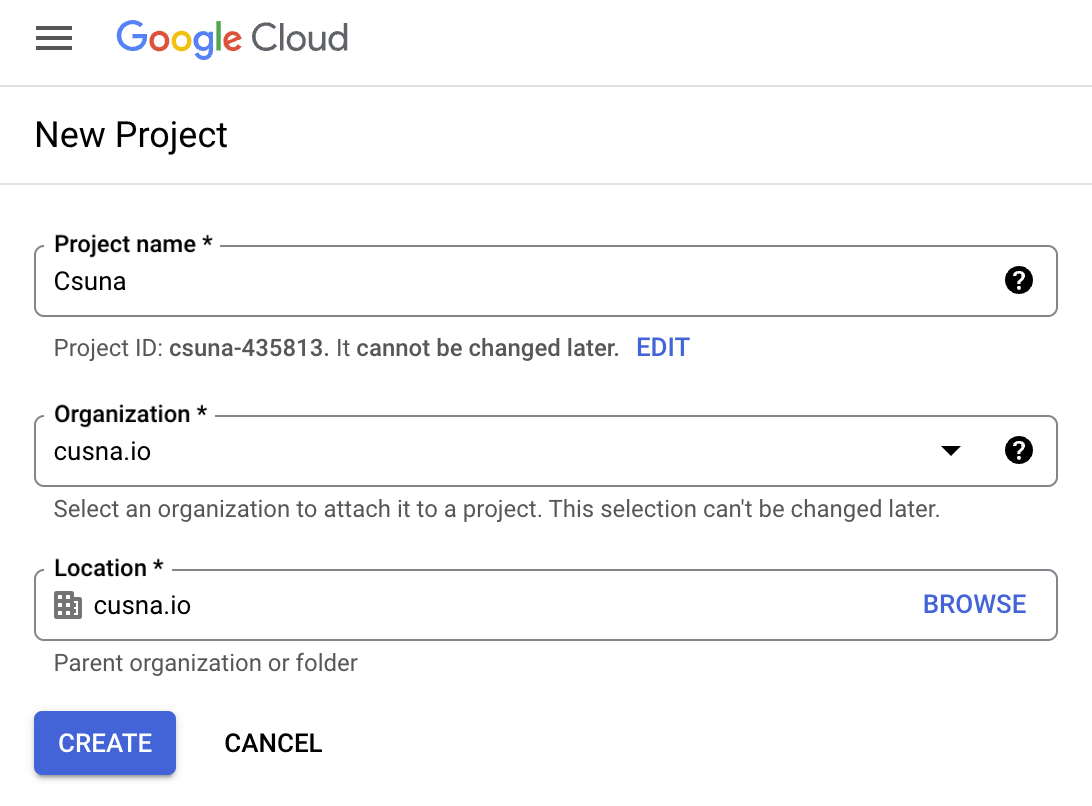 Google Cloud
New Project
Project name *
Csuna
Project ID: csuna-435813. It cannot be changed later. EDIT
Organization *
cusna.io
Select an organization to attach it to a project. This selection can't be changed later.
Location *
cusna.io BROWSE
Parent organization or folder
CREATE CANCEL